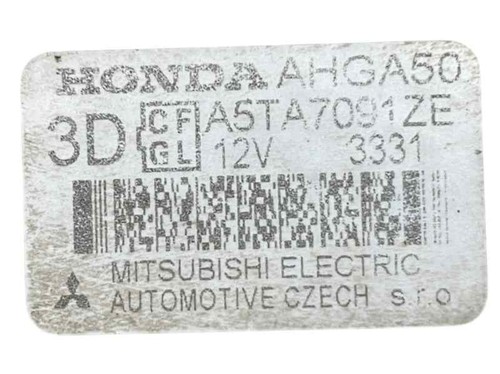 HONDA AHGA50
3D CF GL A5TA7091ZE
12V 3331
MITSUBISHI ELECTRIC
AUTOMOTIVE CZECH s.r.o